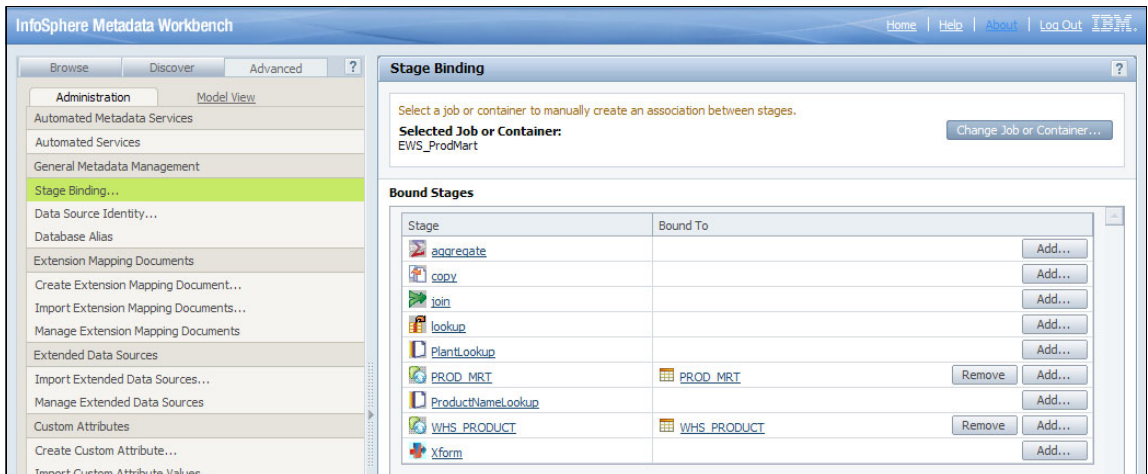 InfoSphere Metadata Workbench
Home Help About Log Out IBM.
Browse Discover Advanced ?
Administration Model View
Automated Metadata Services
Automated Services
General Metadata Management
Stage Binding...
Data Source Identity...
Database Alias
Extension Mapping Documents
Create Extension Mapping Document...
Import Extension Mapping Documents...
Manage Extension Mapping Documents
Extended Data Sources
Import Extended Data Sources...
Manage Extended Data Sources
Custom Attributes
Create Custom Attribute...
Import Custom Attribute Values
Stage Binding ?
Select a job or container to manually create an association between stages.
Selected Job or Container:
EWS_ProdMart
Change Job or Container...
Bound Stages
Stage Bound To
aggregate Add...
copy Add...
join Add...
lookup Add...
PlantLookup Add...
PROD_MRT PROD_MRT Remove Add...
ProductNameLookup Add...
WHS_PRODUCT WHS_PRODUCT Remove Add...
Xform Add...